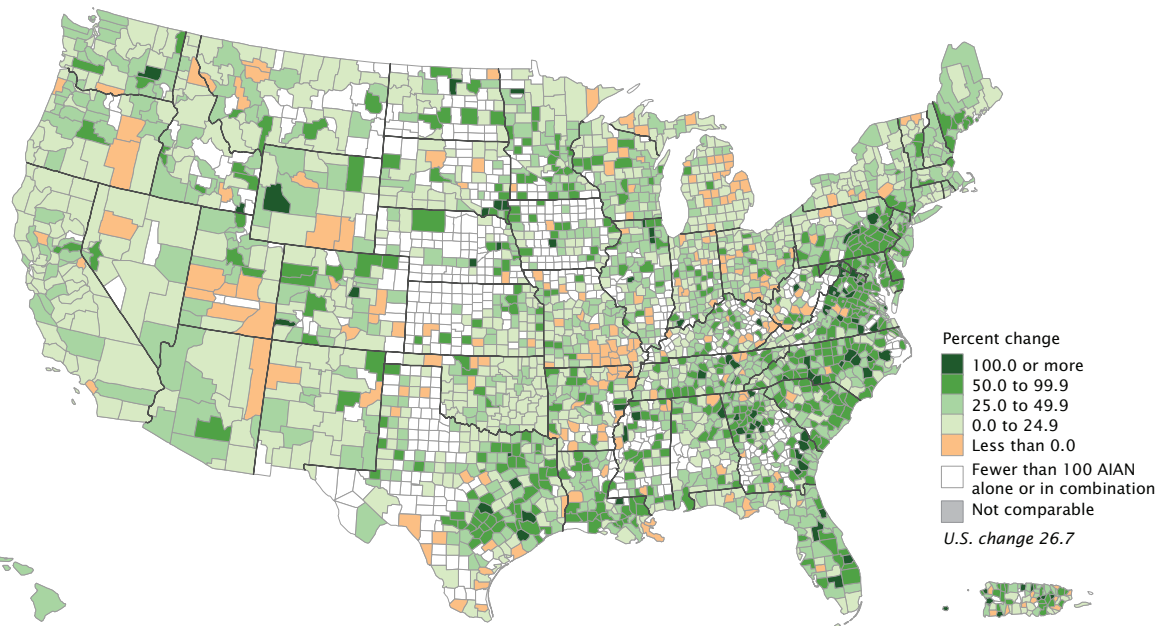 Percent change
100.0 or more
50.0 to 99.9
25.0 to 49.9
0.0 to 24.9
Less than 0.0
Fewer than 100 AIAN
alone or in combination
Not comparable
U.S. change 26.7